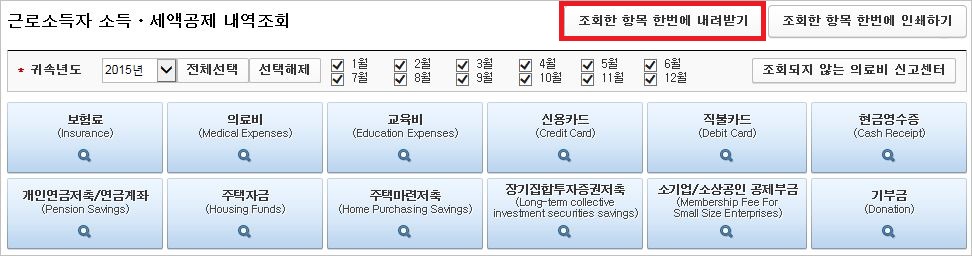 근로소득자 소득·세액공제 내역조회
조회한 항목 한번에 내려받기
조회한 항목 한번에 인쇄하기
* 귀속년도 2015년 전체선택 선택해제
1월 2월 3월 4월 5월 6월
7월 8월 9월 10월 11월 12월
조회되지 않는 의료비 신고센터
보험료
(Insurance)
의료비
(Medical Expenses)
교육비
(Education Expenses)
신용카드
(Credit Card)
직불카드
(Debit Card)
현금영수증
(Cash Receipt)
개인연금저축/연금계좌
(Pension Savings)
주택자금
(Housing Funds)
주택마련저축
(Home Purchasing Savings)
장기집합투자증권저축
(Long-term collective
investment securities savings)
소기업/소상공인 공제부금
(Membership Fee For
Small Size Enterprises)
기부금
(Donation)